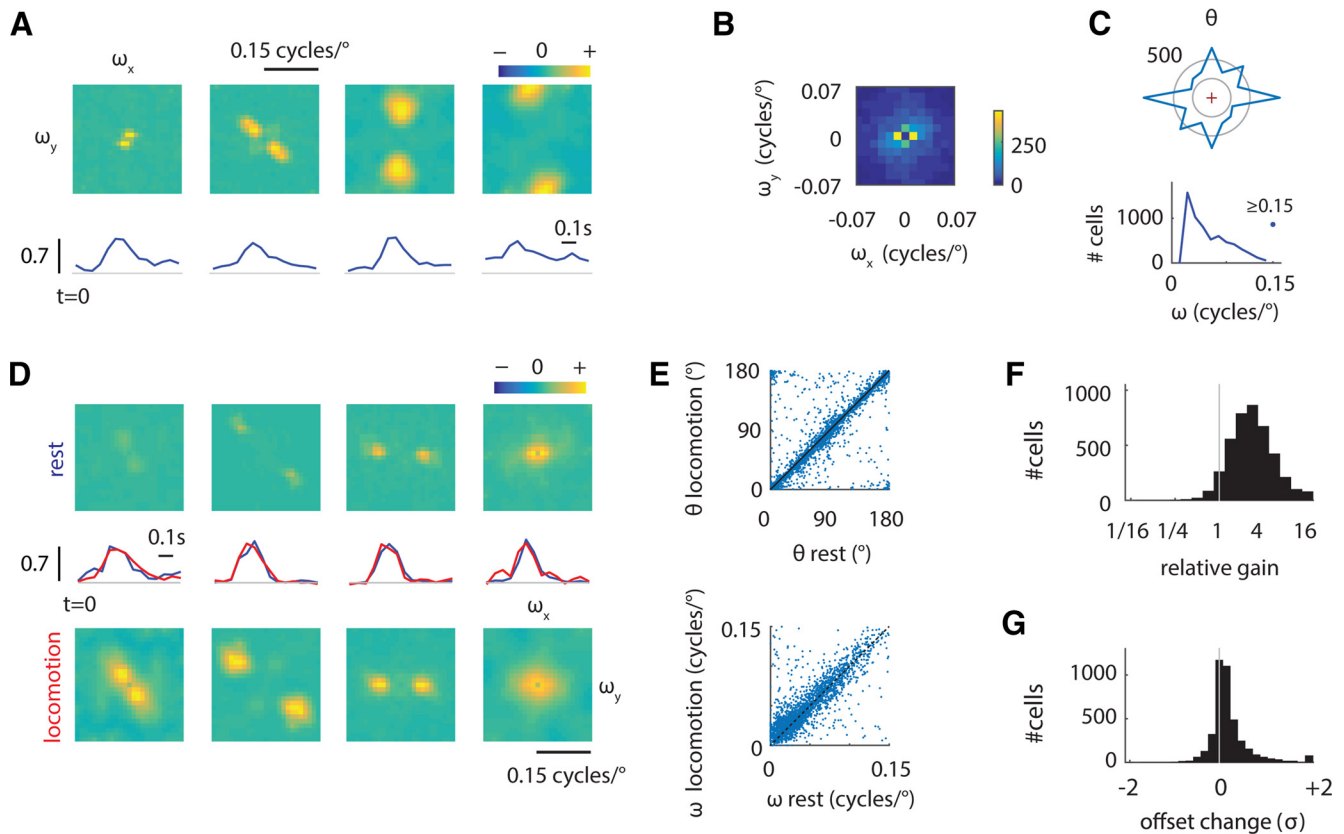 A
ωx
0.15 cycles/°
− 0 +
ωy
0.7
t=0
0.1s
B
0.07
0
-0.07
ωy (cycles/°)
-0.07 0 0.07
ωx (cycles/°)
250
0
C
θ
500
# cells
1000
0
≥0.15
0 0.15
ω (cycles/°)
D
− 0 +
rest
0.7
0.1s
t=0
ωx
locomotion
ωy
0.15 cycles/°
E
θ locomotion (°)
180
90
0
0 90 180
θ rest (°)
ω locomotion (cycles/°)
0.15
0
0 0.15
ω rest (cycles/°)
F
#cells
1000
500
0
1/16 1/4 1 4 16
relative gain
G
#cells
1000
500
0
-2 0 +2
offset change (σ)